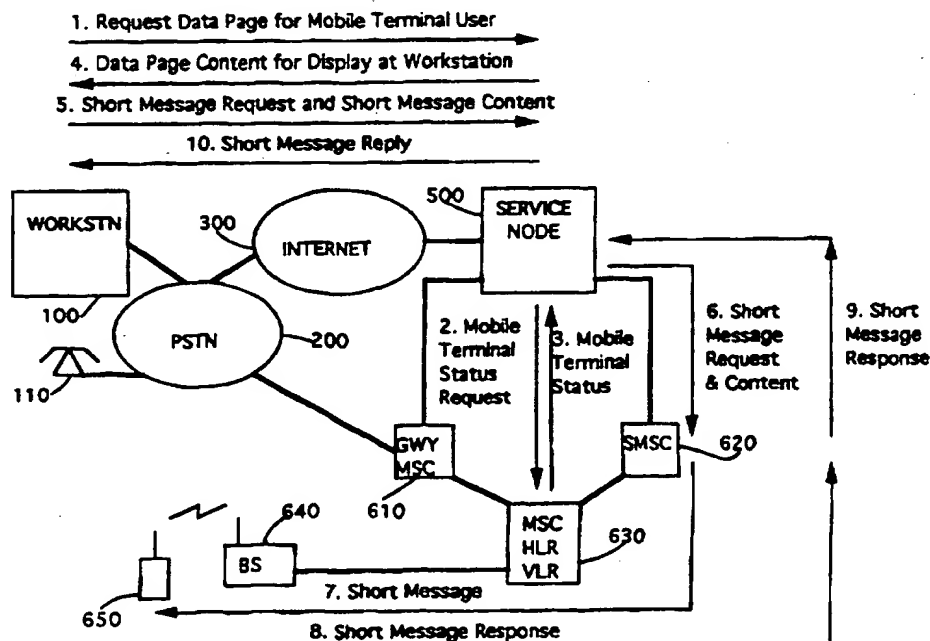 1. Request Data Page for Mobile Terminal User
4. Data Page Content for Display at Workstation
5. Short Message Request and Short Message Content
10. Short Message Reply
WORKSTN
100
110
300
INTERNET
PSTN
200
500
SERVICE
NODE
2. Mobile
Terminal
Status
Request
3. Mobile
Terminal
Status
6. Short
Message
Request
& Content
9. Short
Message
Response
GWY
MSC
610
SMSC
620
MSC
HLR
VLR
630
640
BS
650
7. Short Message
8. Short Message Response